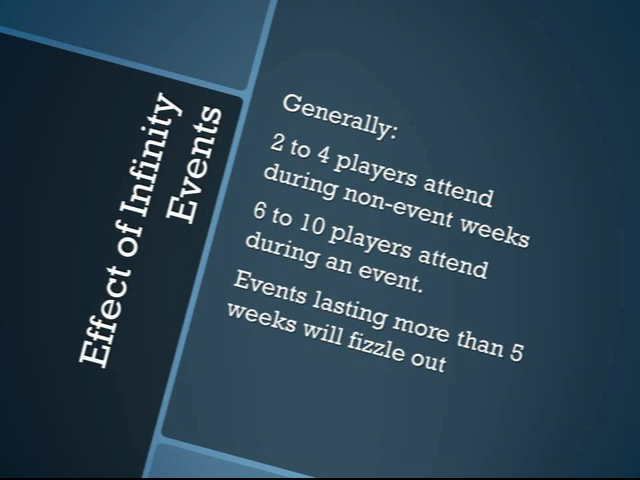 Effect of Infinity
Events
Generally:
2 to 4 players attend
during non-event weeks
6 to 10 players attend
during an event.
Events lasting more than 5
weeks will fizzle out